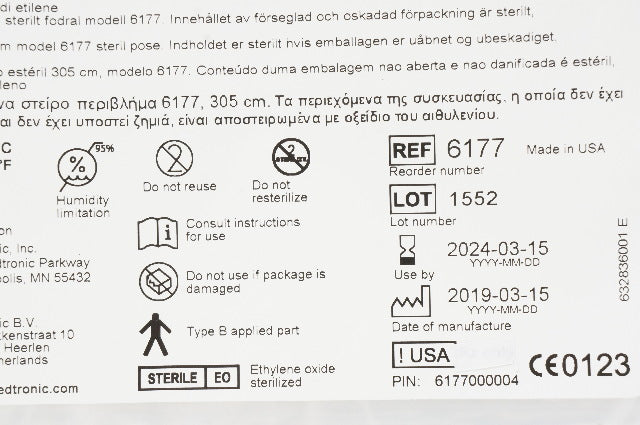 di etilene
sterilt fodral modell 6177. Innehållet av förseglad och oskadad förpackning är sterilt,
m model 6177 steril pose. Indholdet er sterilt hvis emballagen er uåbnet og ubeskadiget.
o estéril 305 cm, modelo 6177. Conteúdo duma embalagem nao aberta e nao danificada é estéril,
leno
να στείρο περιβλήμα 6177, 305 cm. Τα περιεχόμενα της συσκευασίας, η οποία δεν έχει
αι δεν έχει υποστεί ζημιά, είναι αποστειρωμένα με οξείδιο του αιθυλενίου.
C
°F
95%
%
Humidity
limitation
2
Do not reuse
2
Do not
resterilize
REF 6177 Made in USA
Reorder number
LOT 1552
Lot number
on
ic, Inc.
dtronic Parkway
polis, MN 55432
i Consult instructions
for use
Do not use if package is
damaged
2024-03-15
Use by YYYY-MM-DD
2019-03-15
YYYY-MM-DD
Date of manufacture
632836001 E
ic B.V.
kkenstraat 10
Heerlen
herlands
Type B applied part
! USA
CE0123
STERILE EO Ethylene oxide
sterilized
PIN: 6177000004
edtronic.com